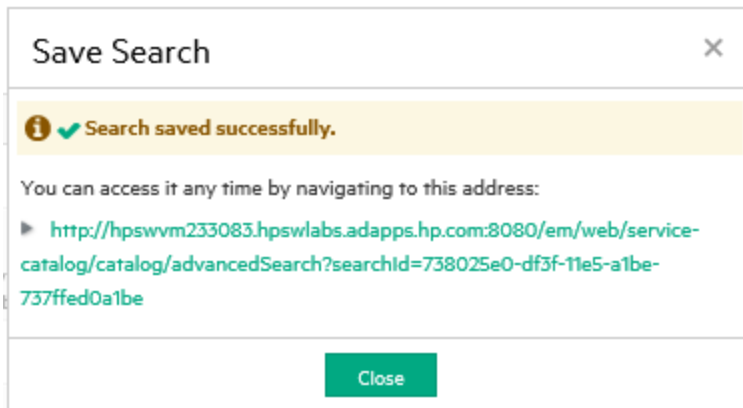 Save Search
Search saved successfully.
You can access it any time by navigating to this address:
http://hpswvm233083.hpswlabs.adapps.hp.com:8080/em/web/service-
catalog/catalog/advancedSearch?searchId=738025e0-df3f-11e5-a1be-
737ffed0a1be
Close